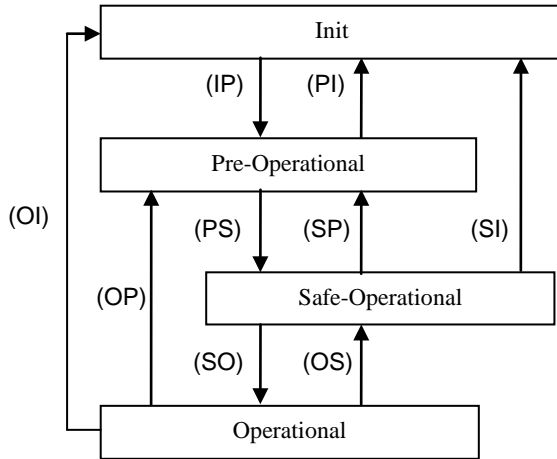 Init
(IP)
(PI)
Pre-Operational
(OI)
(PS)
(SP)
(SI)
(OP)
Safe-Operational
(SO)
(OS)
Operational